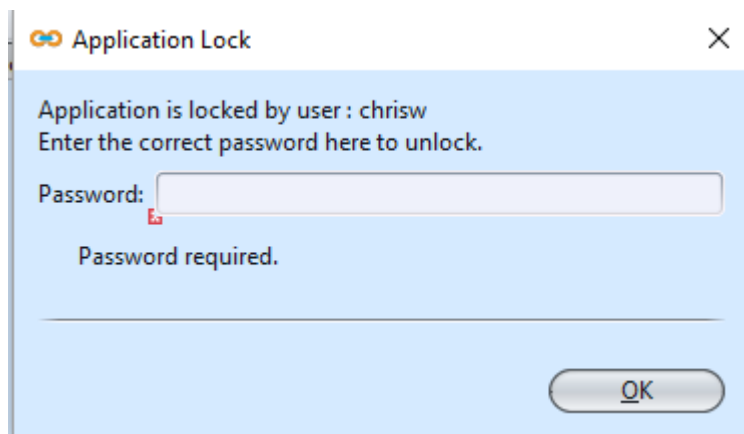 Application Lock
Application is locked by user : chrisw
Enter the correct password here to unlock.
Password:
Password required.
OK